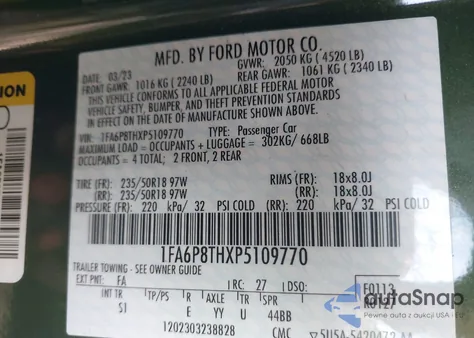 MFD. BY FORD MOTOR CO.
DATE: 03/23 GVWR: 2050 KG ( 4520 LB)
FRONT GAWR: 1016 KG ( 2240 LB) REAR GAWR: 1061 KG ( 2340 LB)
THIS VEHICLE CONFORMS TO ALL APPLICABLE FEDERAL MOTOR
VEHICLE SAFETY, BUMPER, AND THEFT PREVENTION STANDARDS
IN EFFECT ON THE DATE OF MANUFACTURE SHOWN ABOVE.
VIN: 1FA6P8THXP5109770 TYPE: Passenger Car
MAXIMUM LOAD = OCCUPANTS + LUGGAGE = 302KG/ 668LB
OCCUPANTS = 4 TOTAL; 2 FRONT, 2 REAR
TIRE (FR): 235/50R18 97W RIMS (FR): 18x8.0J
(RR): 235/50R18 97W (RR): 18x8.0J
PRESSURE (FR): 220 kPa/ 32 PSI COLD (RR): 220 kPa/ 32 PSI COLD
1FA6P8THXP5109770
TRAILER TOWING - SEE OWNER GUIDE
EXT PNT: FA RC: 27 DSO: F0113
INT TR TP/PS R AXLE TR SPR
SI E YY U 44BB
1202303238828 CMC
autoSnap
Pewne auta z USA i EU